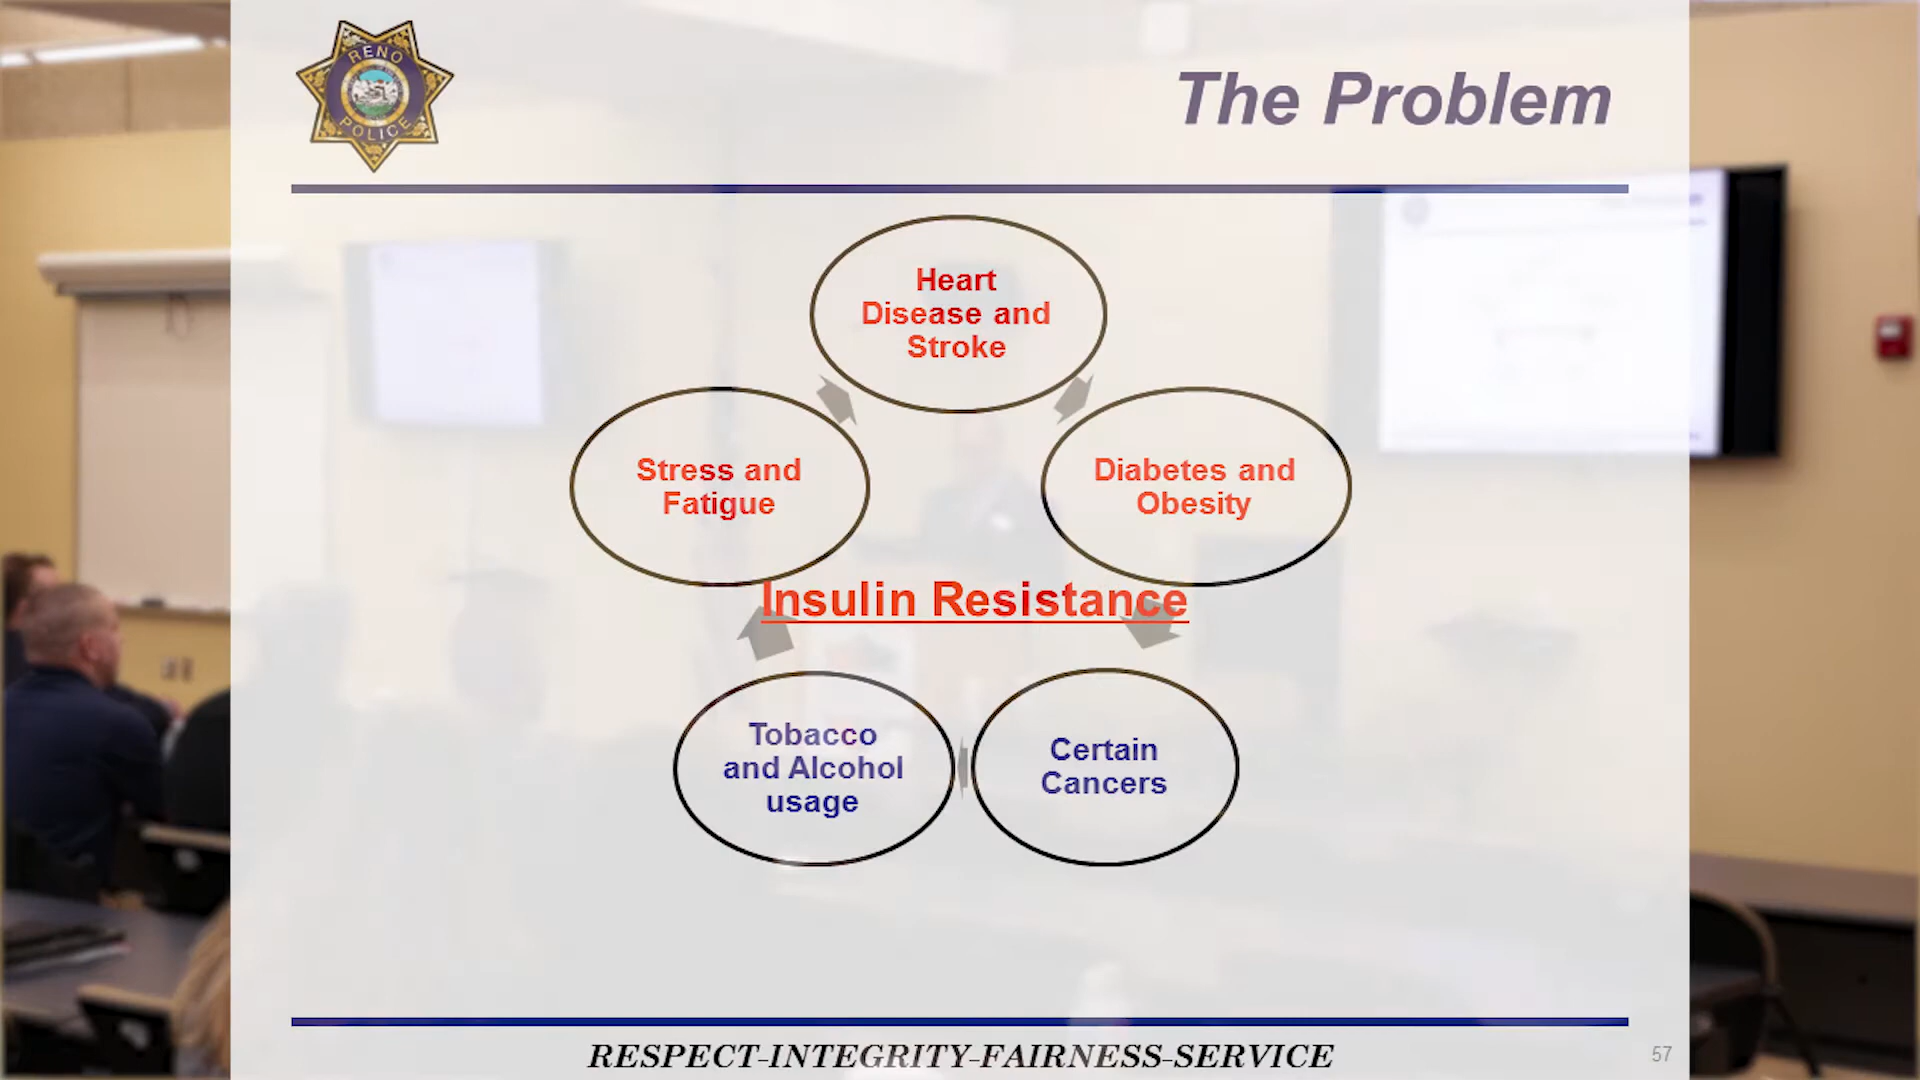 RENO
POLICE
The Problem
Heart
Disease and
Stroke
Stress and
Fatigue
Diabetes and
Obesity
Insulin Resistance
Tobacco
and Alcohol
usage
Certain
Cancers
RESPECT-INTEGRITY-FAIRNESS-SERVICE
57